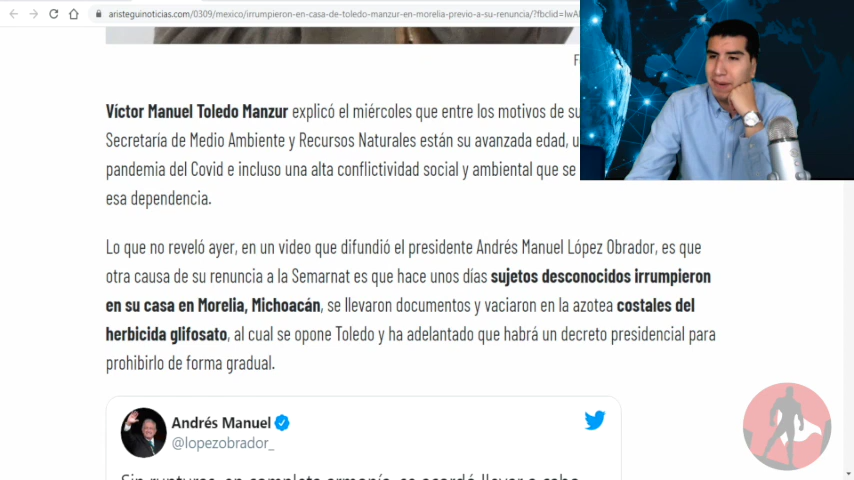 aristeguinoticias.com/0309/mexico/irrumpieron-en-casa-de-toledo-manzur-en-morelia-previo-a-su-renuncia/?fbclid=IwA
Víctor Manuel Toledo Manzur explicó el miércoles que entre los motivos de su
Secretaría de Medio Ambiente y Recursos Naturales están su avanzada edad,
pandemia del Covid e incluso una alta conflictividad social y ambiental que se
esa dependencia.
Lo que no reveló ayer, en un video que difundió el presidente Andrés Manuel López Obrador, es que
otra causa de su renuncia a la Semarnat es que hace unos días sujetos desconocidos irrumpieron
en su casa en Morelia, Michoacán, se llevaron documentos y vaciaron en la azotea costales del
herbicida glifosato, al cual se opone Toledo y ha adelantado que habrá un decreto presidencial para
prohibirlo de forma gradual.
Andrés Manuel
@lopezobrador_